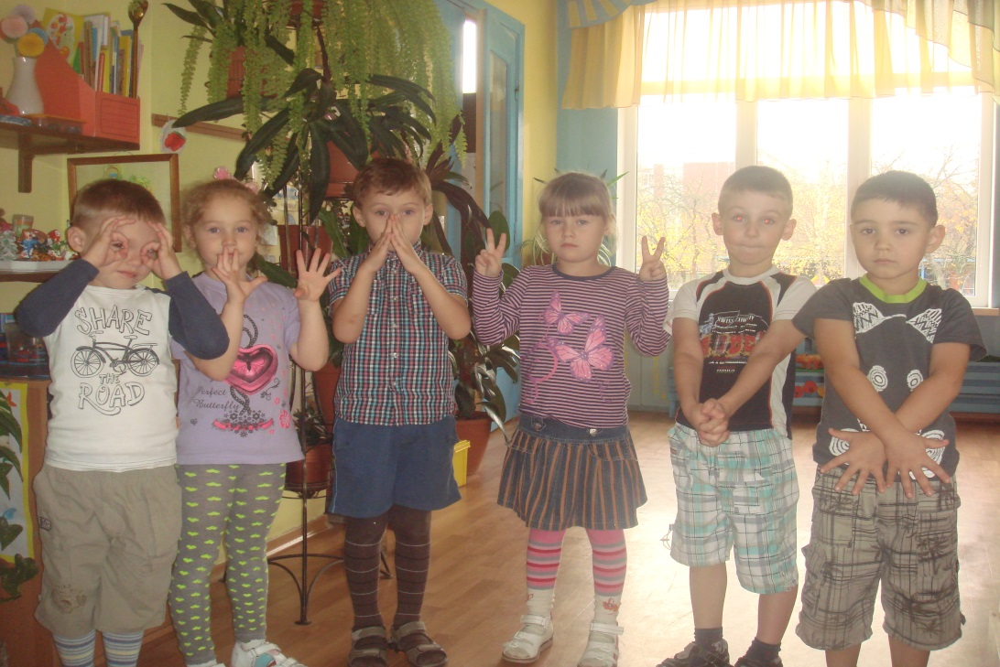 SHARE
THE
ROAD
Perfect
Butterfly